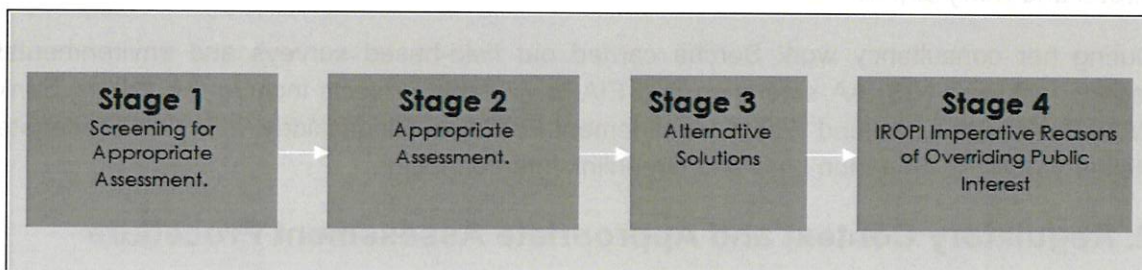 Stage 1
Screening for
Appropriate
Assessment.
Stage 2
Appropriate
Assessment.
Stage 3
Alternative
Solutions
Stage 4
IROPI Imperative Reasons
of Overriding Public
Interest